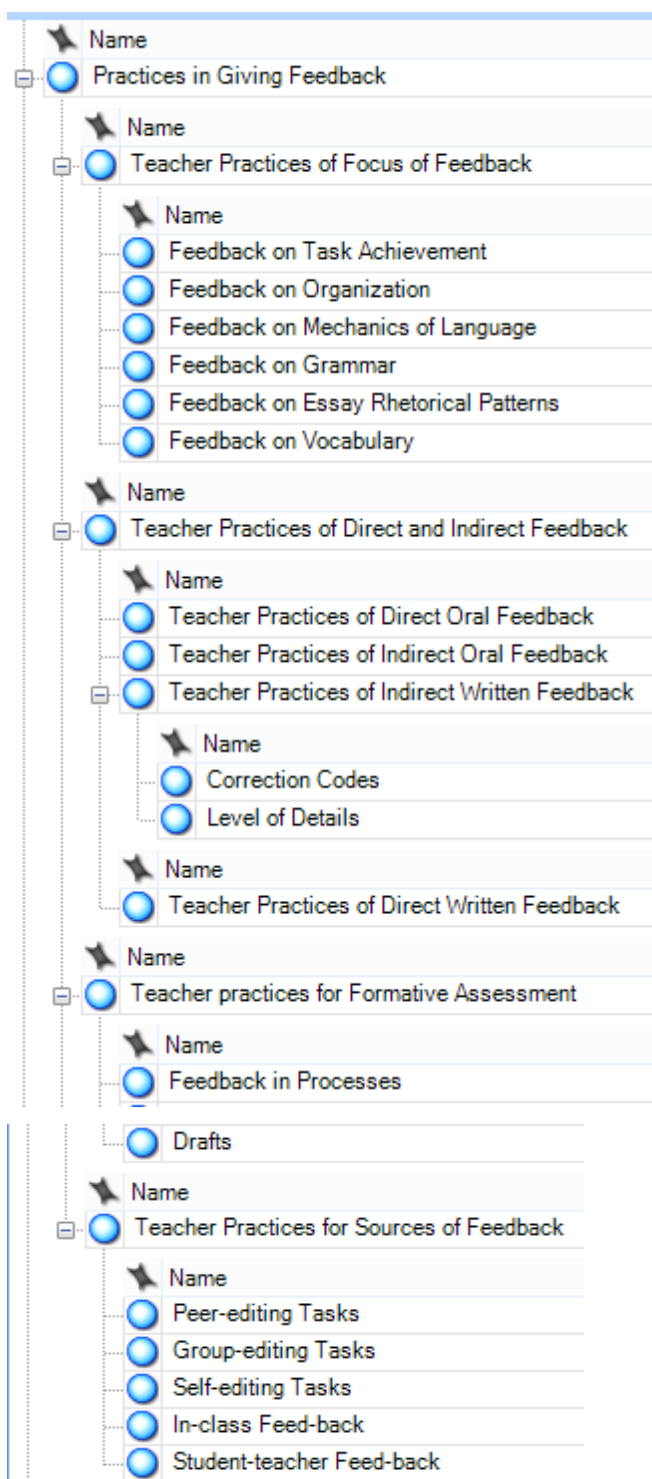 Name
Practices in Giving Feedback
Name
Teacher Practices of Focus of Feedback
Name
Feedback on Task Achievement
Feedback on Organization
Feedback on Mechanics of Language
Feedback on Grammar
Feedback on Essay Rhetorical Patterns
Feedback on Vocabulary
Name
Teacher Practices of Direct and Indirect Feedback
Name
Teacher Practices of Direct Oral Feedback
Teacher Practices of Indirect Oral Feedback
Teacher Practices of Indirect Written Feedback
Name
Correction Codes
Level of Details
Name
Teacher Practices of Direct Written Feedback
Name
Teacher practices for Formative Assessment
Name
Feedback in Processes
Drafts
Name
Teacher Practices for Sources of Feedback
Name
Peer-editing Tasks
Group-editing Tasks
Self-editing Tasks
In-class Feed-back
Student-teacher Feed-back